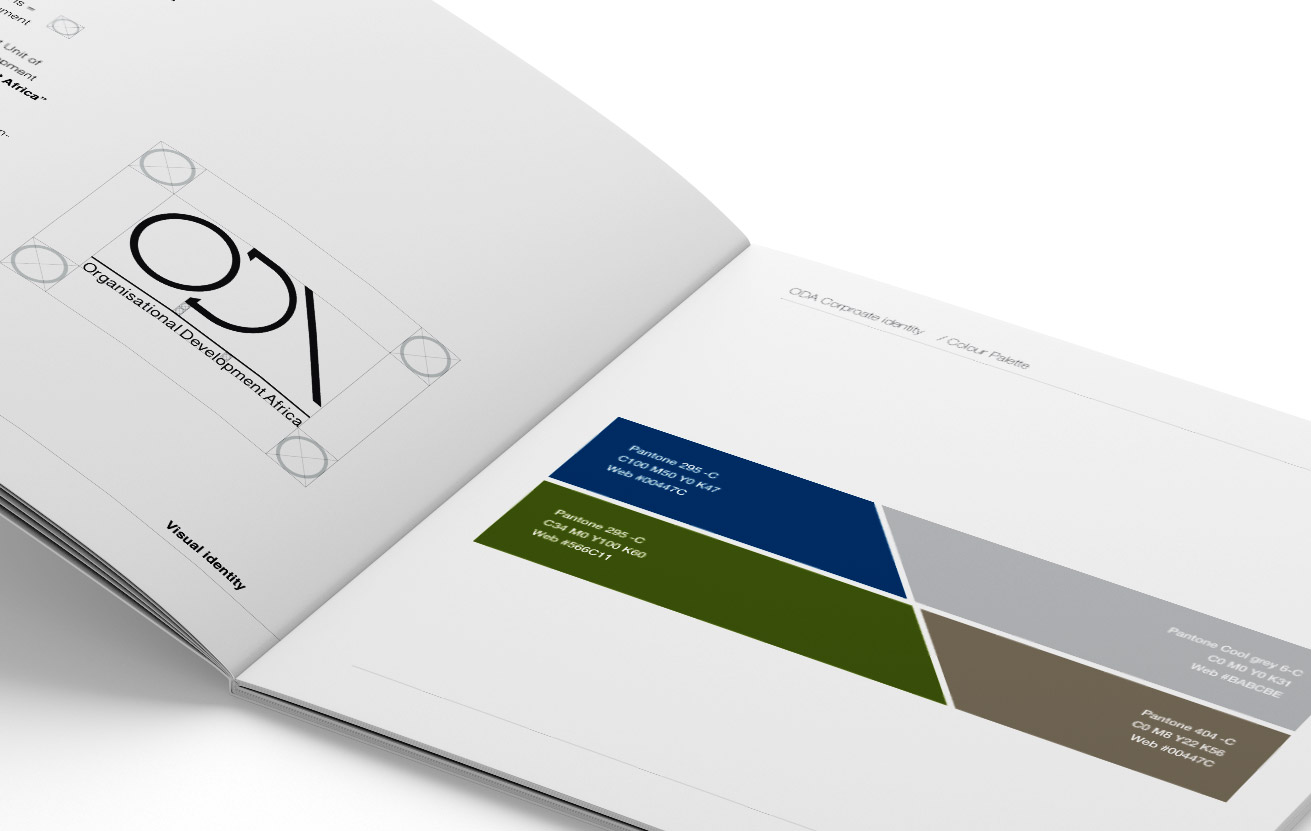 is =
ment
t Unit of
opment
t Africa”
n-
ODA
Organisational Development Africa
Visual identity
ODA Corproate identity / Colour Palette
Pantone 295 -C
C100 M50 Y0 K47
Web #00447C
Pantone 295 -C
C34 M0 Y100 K60
Web #566C11
Pantone Cool grey 6-C
C0 M0 Y0 K31
Web #BABCBE
Pantone 404 -C
C0 M8 Y22 K56
Web #00447C